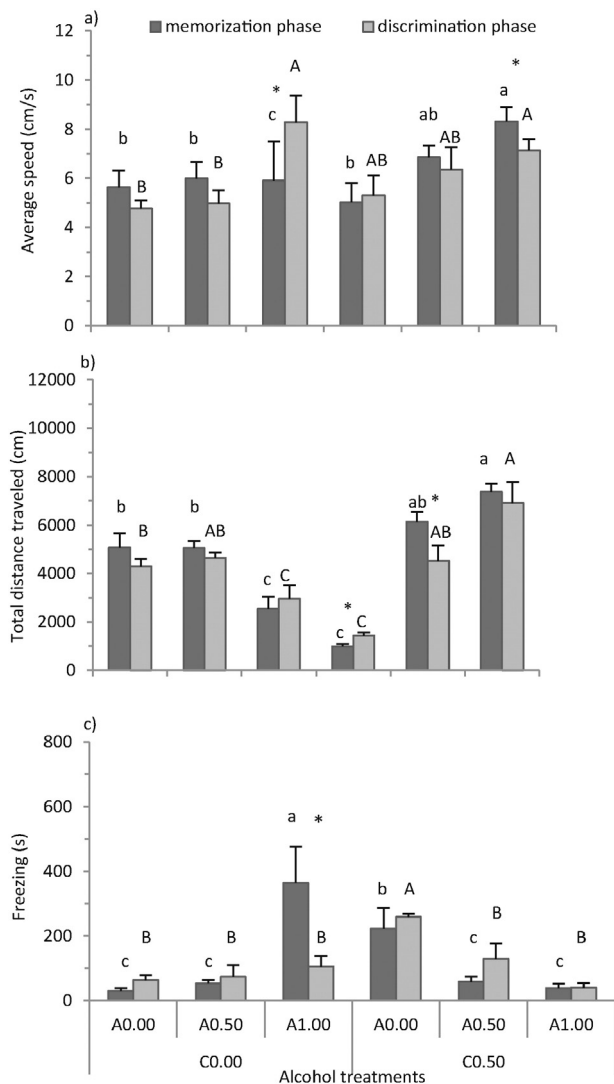 a)
memorization phase discrimination phase
12
10
8
6
4
2
0
Average speed (cm/s)
b B b B * c A b AB ab AB * a A
b)
12000
10000
8000
6000
4000
2000
0
Total distance traveled (cm)
b B b AB c C * c C ab * AB a A
c)
800
600
400
200
0
Freezing (s)
c B c B a * B b A c B c B
A0.00 A0.50 A1.00 A0.00 A0.50 A1.00
C0.00 C0.50
Alcohol treatments